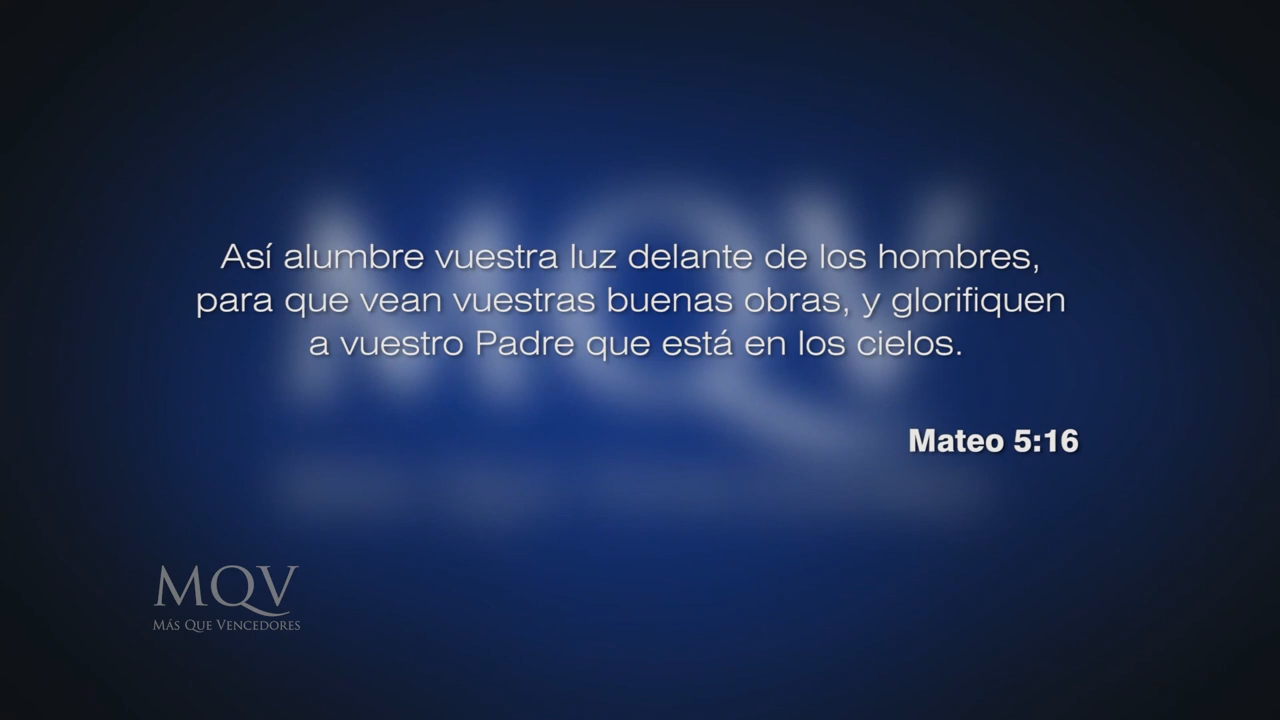 Así alumbre vuestra luz delante de los hombres,
para que vean vuestras buenas obras, y glorifiquen
a vuestro Padre que está en los cielos.
Mateo 5:16
MQV
MÁS QUE VENCEDORES